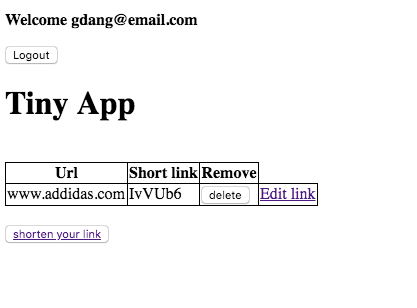 Welcome gdang@email.com
Logout
Tiny App
Url Short link Remove
www.addidas.com IvVUb6 delete Edit link
shorten your link